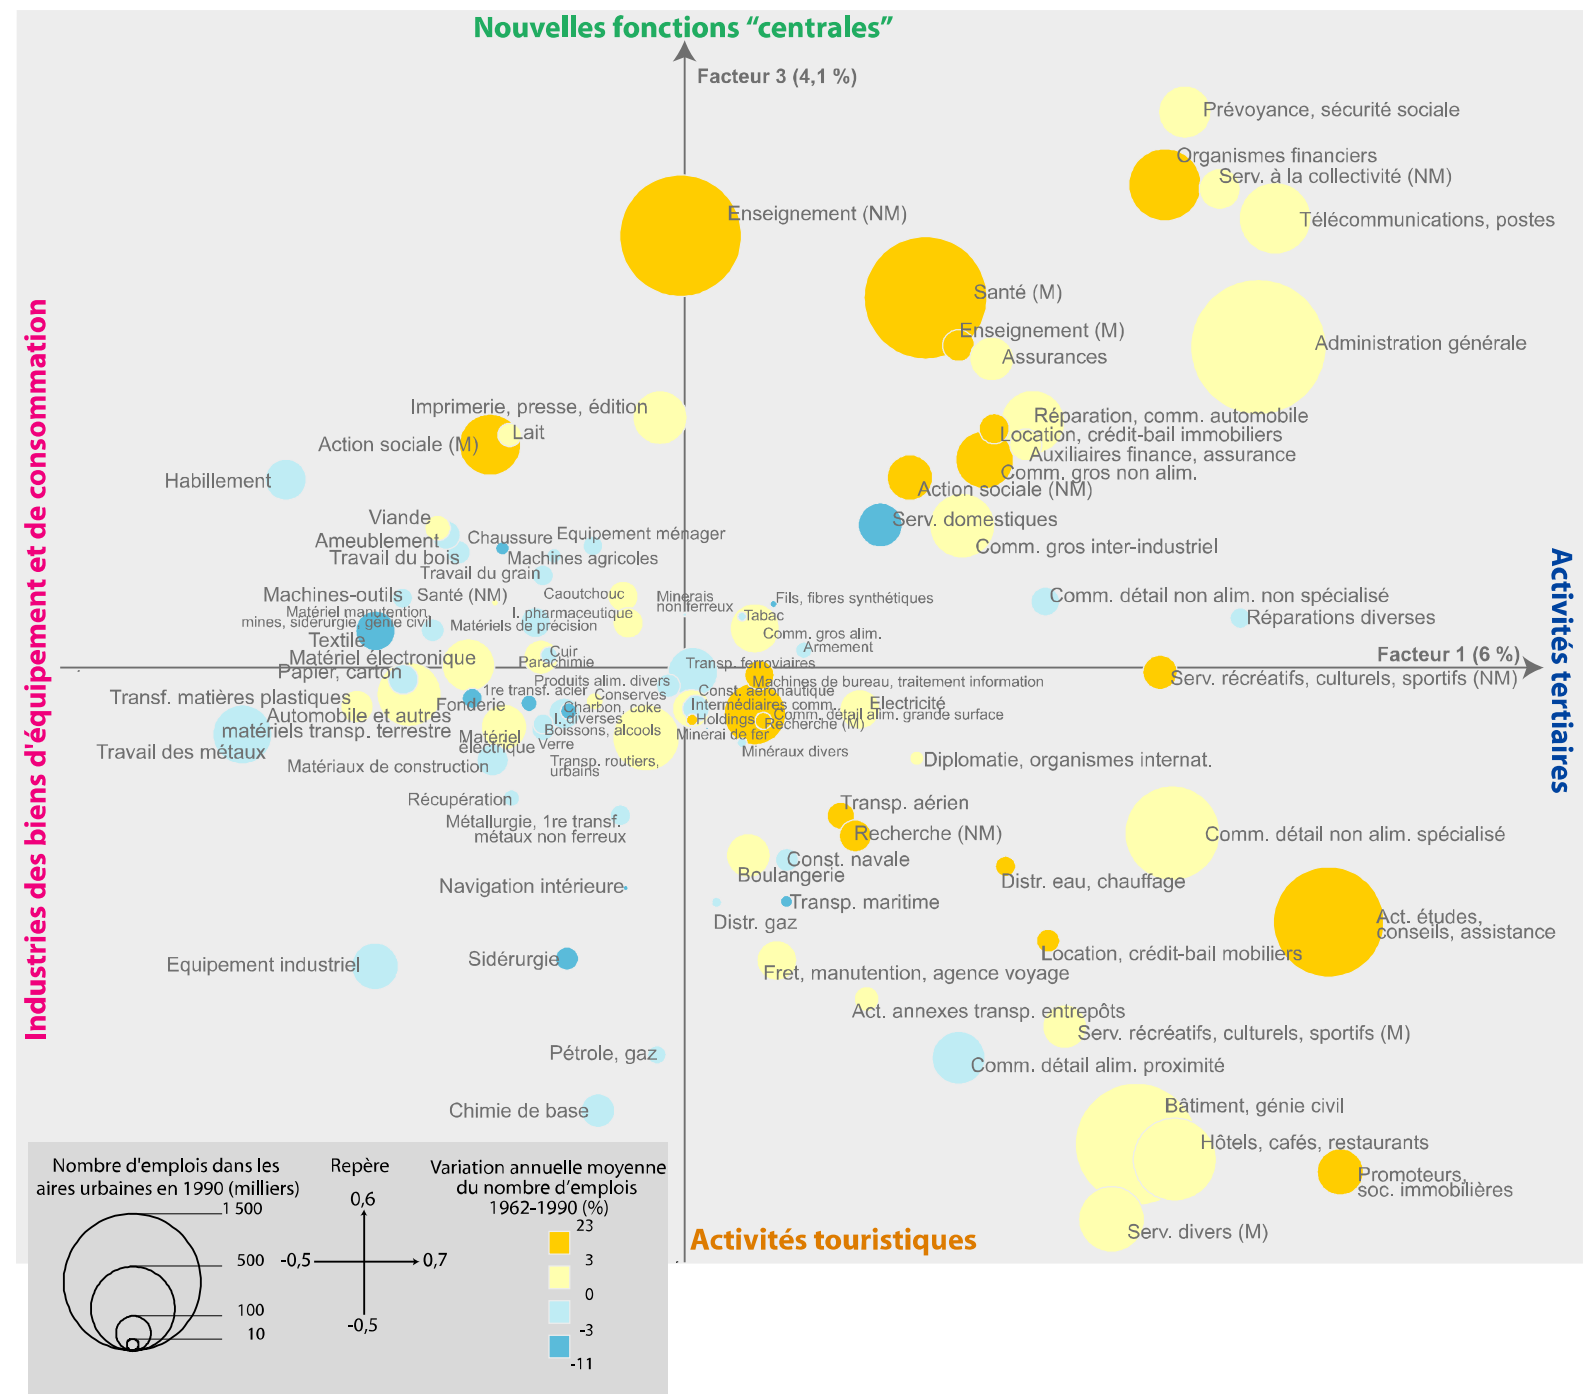 Nouvelles fonctions “centrales”
Facteur 3 (4,1 %)
Prévoyance, sécurité sociale
Organismes financiers
Serv. à la collectivité (NM)
Enseignement (NM)
Télécommunications, postes
Santé (M)
Enseignement (M)
Administration générale
Assurances
Imprimerie, presse, édition
Réparation, comm. automobile
Lait
Location, crédit-bail immobiliers
Action sociale (M)
Auxiliaires finance, assurance
Comm. gros non alim.
Habillement
Action sociale (NM)
Viande
Serv. domestiques
Ameublement
Chaussure
Equipement ménager
Comm. gros inter-industriel
Travail du bois
Machines agricoles
Travail du grain
Machines-outils
Santé (NM)
Caoutchouc
Minerais
non ferreux
Fils, fibres synthétiques
Comm. détail non alim. non spécialisé
Matériel manutention
mines, sidérurgie, génie civil
I. pharmaceutique
Tabac
Réparations diverses
Matériels de précision
Comm. gros alim.
Textile
Armement
Cuir
Matériel électronique
Parachimie
Transp. ferroviaires
Facteur 1 (6 %)
Papier, carton
Produits alim. divers
Machines de bureau, traitement information
Serv. récréatifs, culturels, sportifs (NM)
Transf. matières plastiques
1re transf. acier
Conserves
Const. aéronautique
Fonderie
Charbon, coke
Intermédiaires comm.
Electricité
Automobile et autres
matériels transp. terrestre
I. diverses
Holdings
Comm. détail alim. grande surface
Recherche (M)
Boissons, alcools
Minerai de fer
Matériel
électrique
Verre
Travail des métaux
Minéraux divers
Matériaux de construction
Transp. routiers,
urbains
Diplomatie, organismes internat.
Récupération
Transp. aérien
Métallurgie, 1re transf.
métaux non ferreux
Recherche (NM)
Comm. détail non alim. spécialisé
Const. navale
Boulangerie
Navigation intérieure
Distr. eau, chauffage
Transp. maritime
Distr. gaz
Act. études,
conseils, assistance
Location, crédit-bail mobiliers
Equipement industriel
Sidérurgie
Fret, manutention, agence voyage
Act. annexes transp. entrepôts
Serv. récréatifs, culturels, sportifs (M)
Pétrole, gaz
Comm. détail alim. proximité
Chimie de base
Bâtiment, génie civil
Hôtels, cafés, restaurants
Promoteurs,
soc. immobilières
Serv. divers (M)
Activités touristiques
Industries des biens d'équipement et de consommation
Activités tertiaires
Nombre d'emplois dans les
aires urbaines en 1990 (milliers)
1 500
500
100
10
Repère
0,6
-0,5
0,7
-0,5
Variation annuelle moyenne
du nombre d'emplois
1962-1990 (%)
23
3
0
-3
-11